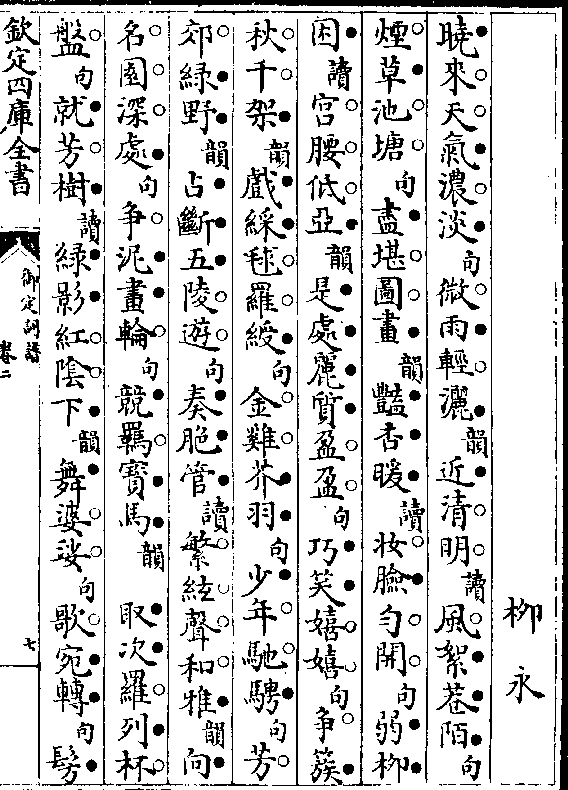 柳永
曉來天氣濃淡句微雨輕灑韻近清明讀風絮巷陌句
煙草池塘句盡堪圖畫韻豔杏暖讀妝臉勻開句弱柳
困讀宮腰低亞韻是處麗質盈盈句巧笑嬉嬉句爭簇
秋千架韻戲綵毬羅綬句金雞芥羽句少年馳騁句芳
郊綠野韻占斷五陵遊句奏脆管讀繁絃聲和雅韻向
名園深處句爭泥畫輪句競羈寶馬韻取次羅列杯
盤句就芳樹讀綠影紅陰下韻舞婆娑句歌宛轉句髣
欽定四庫全書
御定詞譜
卷二
七